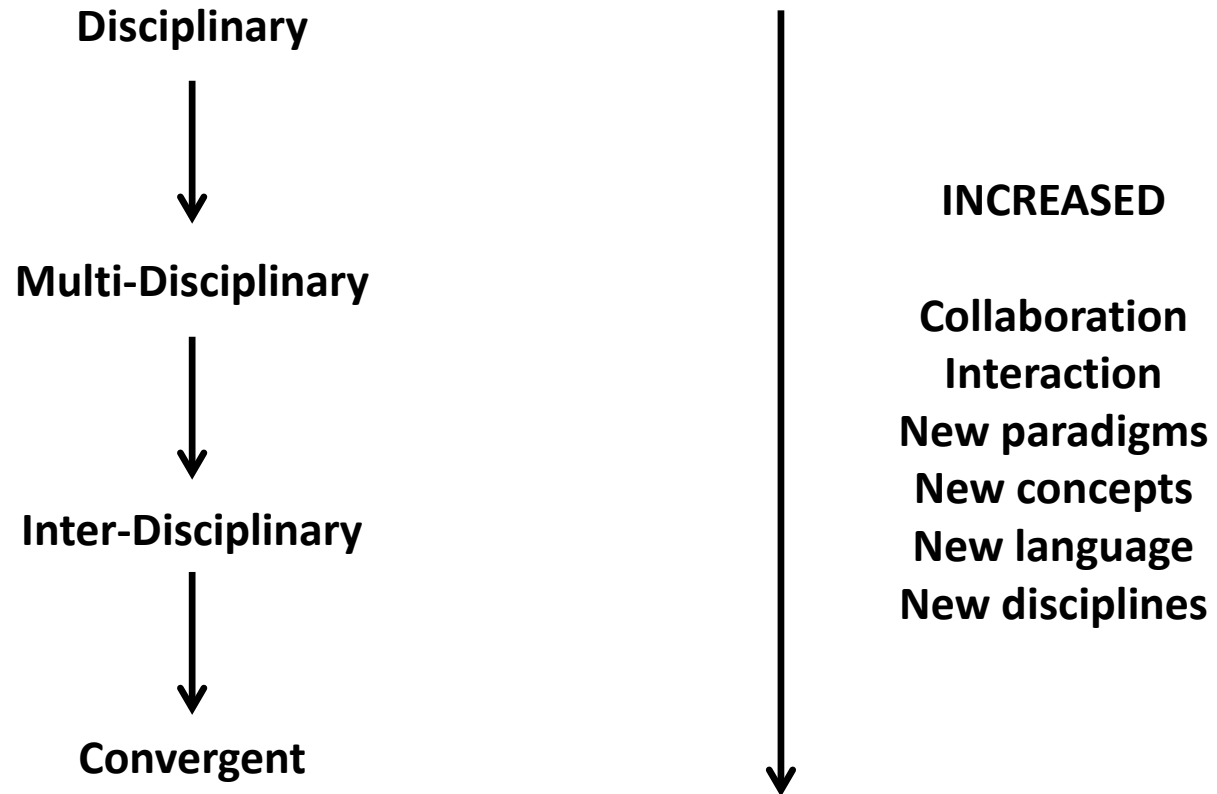 Disciplinary
Multi-Disciplinary
Inter-Disciplinary
Convergent
INCREASED
Collaboration
Interaction
New paradigms
New concepts
New language
New disciplines